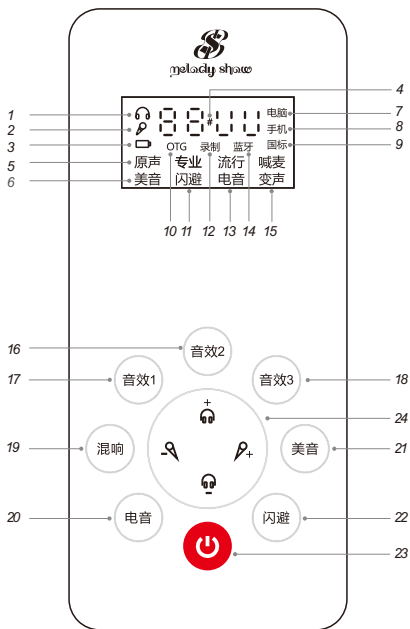 melody show
4
1
7
电脑
2
88#UU
8
手机
3
OTG 录制 蓝牙
国标
9
5
原声 专业 流行 喊麦
6
美音 闪避 电音 变声
10 11 12 13 14 15
16
音效2
17
音效1
音效3
18
+
24
19
混响
-
+
美音
21
-
20
电音
闪避
22
23